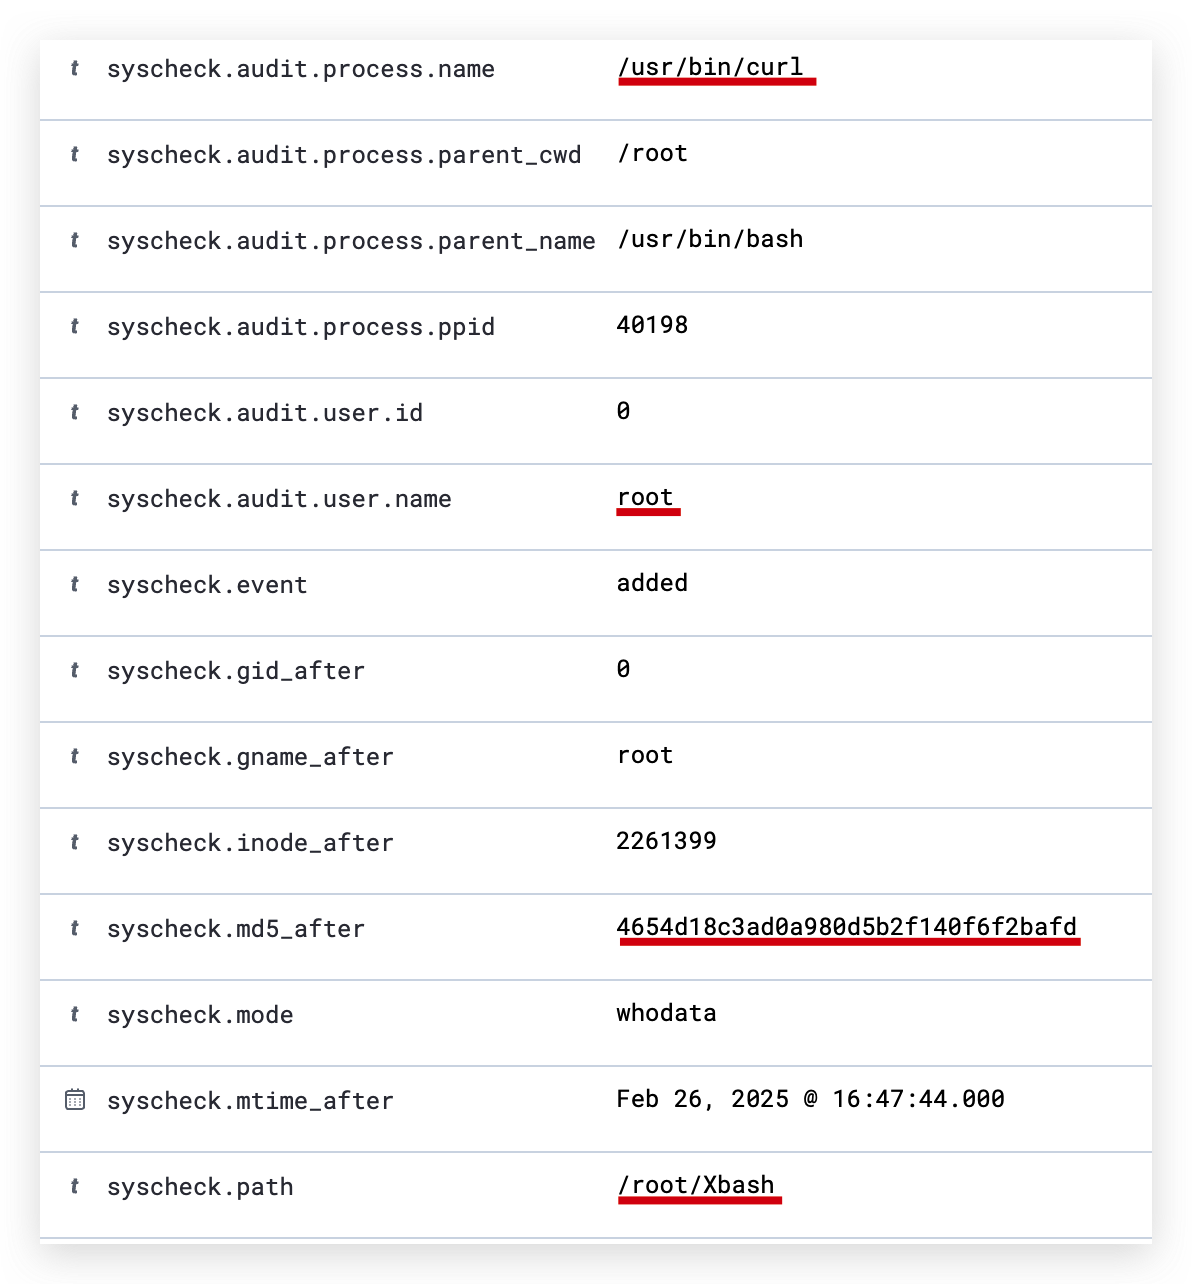 t syscheck.audit.process.name /usr/bin/curl
t syscheck.audit.process.parent_cwd /root
t syscheck.audit.process.parent_name /usr/bin/bash
t syscheck.audit.process.ppid 40198
t syscheck.audit.user.id 0
t syscheck.audit.user.name root
t syscheck.event added
t syscheck.gid_after 0
t syscheck.gname_after root
t syscheck.inode_after 2261399
t syscheck.md5_after 4654d18c3ad0a980d5b2f140f6f2bafd
t syscheck.mode whodata
syscheck.mtime_after Feb 26, 2025 @ 16:47:44.000
t syscheck.path /root/Xbash